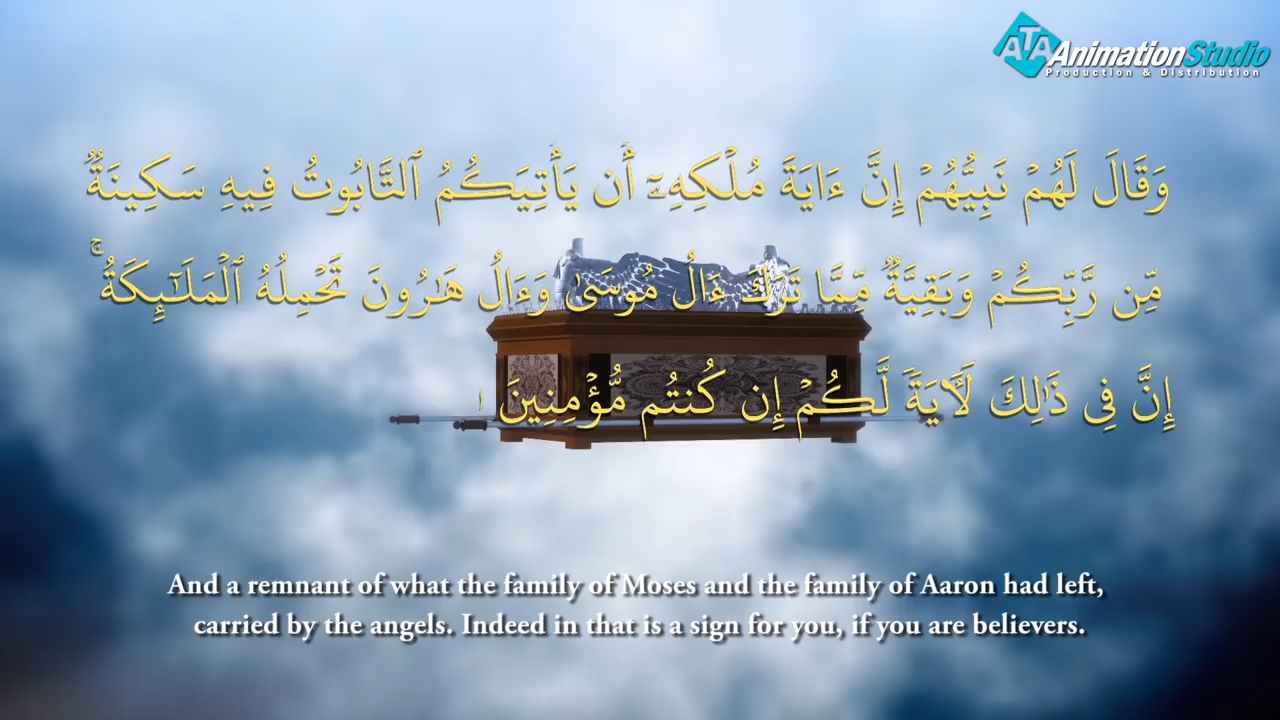 ATA AnimationStudio
Production & Distribution
وَقَالَ لَهُمْ نَبِيُّهُمْ إِنَّ ءَايَةَ مُلْكِهِۦٓ أَن يَأْتِيَكُمُ ٱلتَّابُوتُ فِيهِ سَكِينَةٌ
مِّن رَّبِّكُمْ وَبَقِيَّةٌ مِّمَّا تَرَكَ ءَالُ مُوسَىٰ وَءَالُ هَـٰرُونَ تَحْمِلُهُ ٱلْمَلَـٰٓئِكَةُ ۚ
إِنَّ فِى ذَٰلِكَ لَـَٔايَةً لَّكُمْ إِن كُنتُم مُّؤْمِنِينَ
And a remnant of what the family of Moses and the family of Aaron had left,
carried by the angels. Indeed in that is a sign for you, if you are believers.